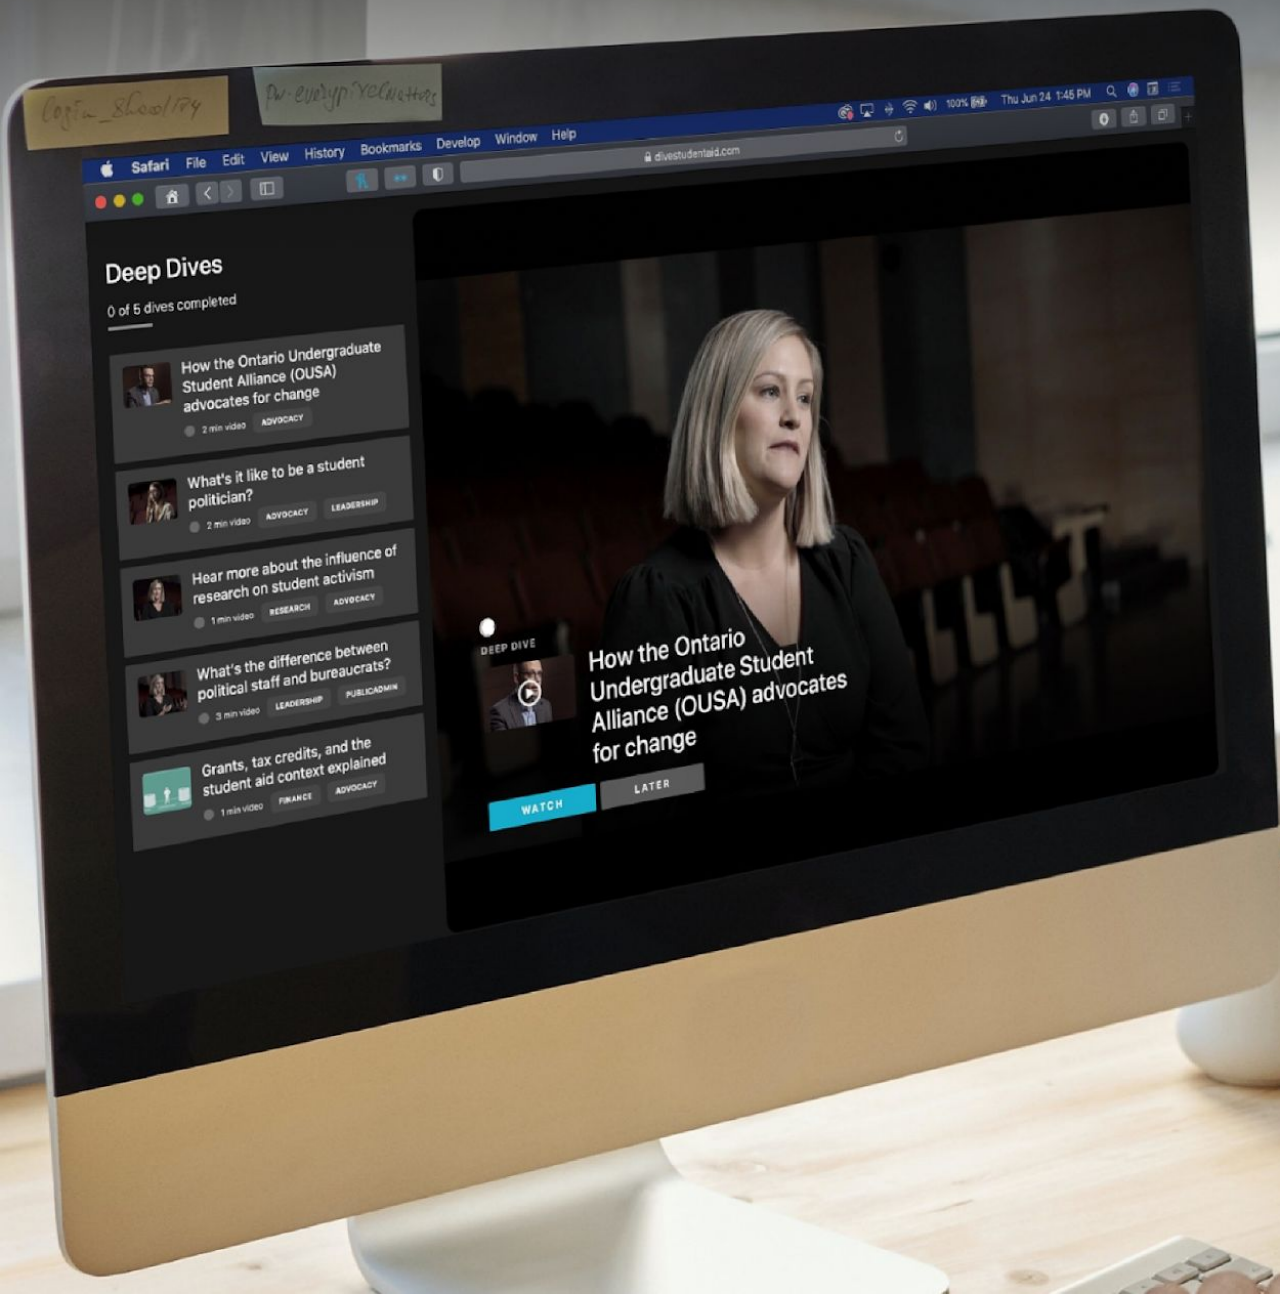 pw-everypixelmatters
Safari File Edit View History Bookmarks Develop Window Help 100% Thu Jun 24 1:45 PM
divestudentaid.com
Deep Dives
0 of 5 dives completed
How the Ontario Undergraduate
Student Alliance (OUSA)
advocates for change
2 min video ADVOCACY
What's it like to be a student
politician?
2 min video ADVOCACY LEADERSHIP
Hear more about the influence of
research on student activism
1 min video RESEARCH ADVOCACY
What's the difference between
political staff and bureaucrats?
3 min video LEADERSHIP PUBLICADMIN
Grants, tax credits, and the
student aid context explained
1 min video FINANCE ADVOCACY
DEEP DIVE
How the Ontario
Undergraduate Student
Alliance (OUSA) advocates
for change
WATCH LATER